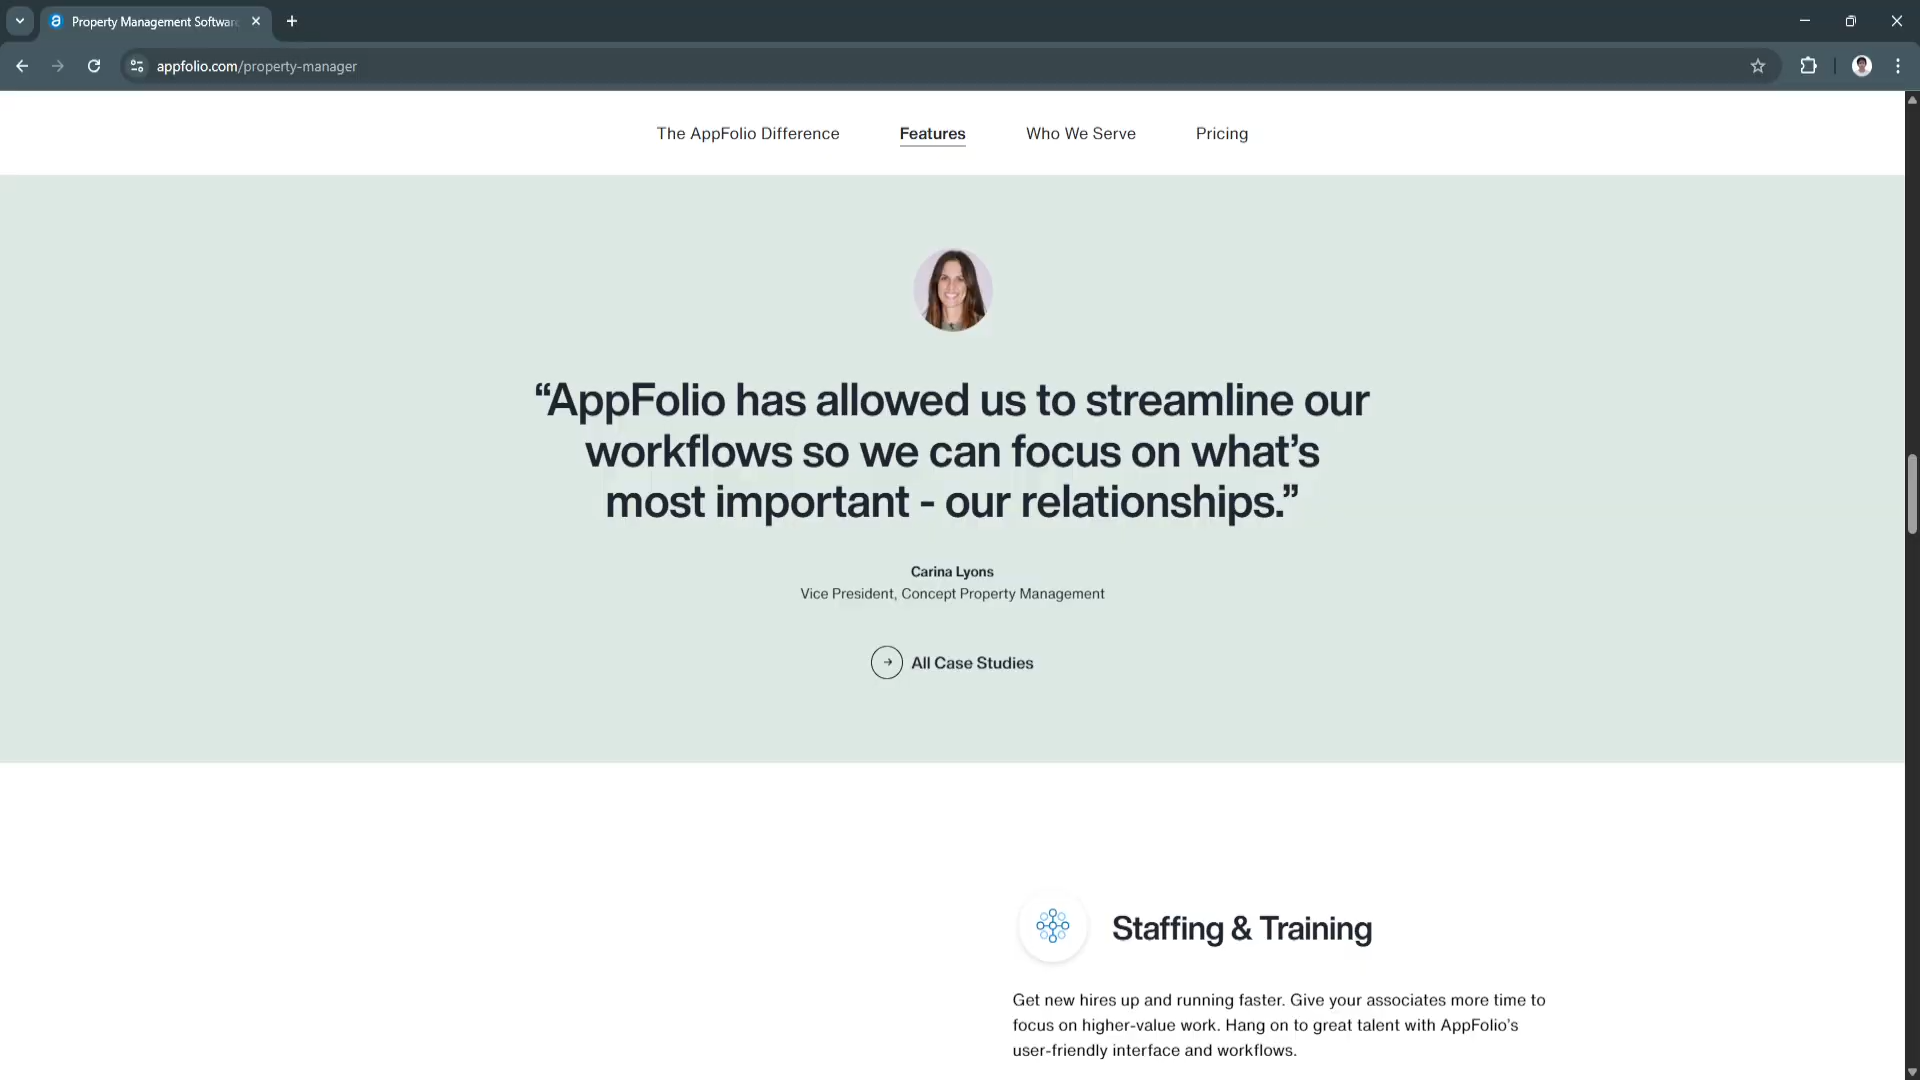 Property Management Software
appfolio.com/property-manager
The AppFolio Difference
Features
Who We Serve
Pricing
“AppFolio has allowed us to streamline our
workflows so we can focus on what’s
most important - our relationships.”
Carina Lyons
Vice President, Concept Property Management
All Case Studies
Staffing & Training
Get new hires up and running faster. Give your associates more time to
focus on higher-value work. Hang on to great talent with AppFolio’s
user-friendly interface and workflows.